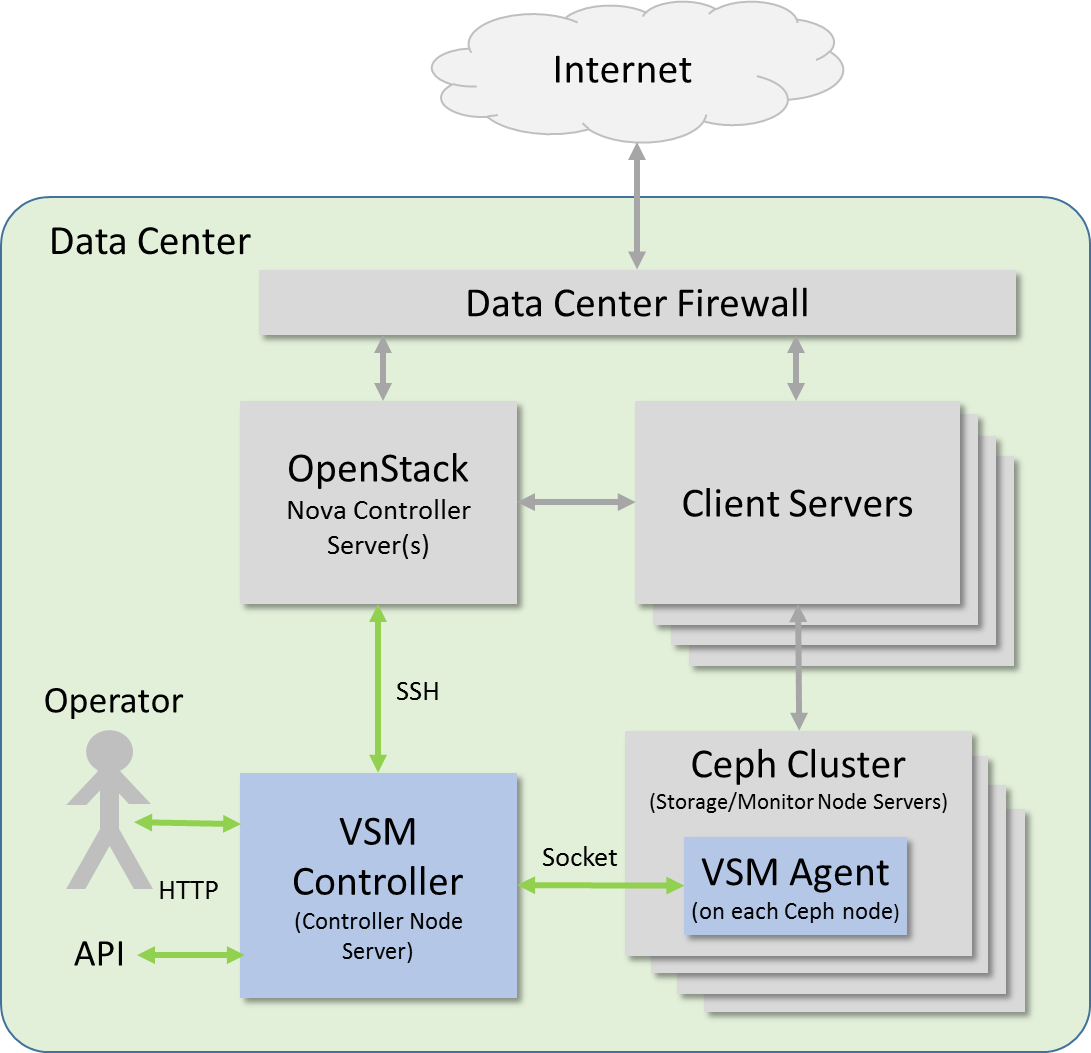 Internet
Data Center
Data Center Firewall
OpenStack
Nova Controller
Server(s)
Client Servers
SSH
Operator
HTTP
API
VSM
Controller
(Controller Node
Server)
Socket
Ceph Cluster
(Storage/Monitor Node Servers)
VSM Agent
(on each Ceph node)